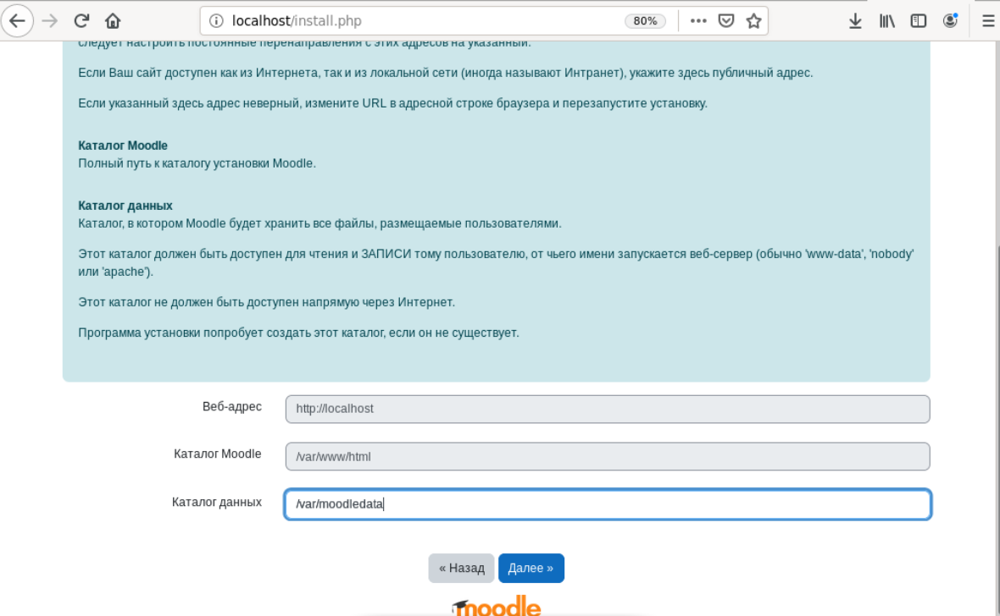 localhost/install.php
80%
следует настроить постоянные перенаправления с этих адресов на указанный.
Если Ваш сайт доступен как из Интернета, так и из локальной сети (иногда называют Интранет), укажите здесь публичный адрес.
Если указанный здесь адрес неверный, измените URL в адресной строке браузера и перезапустите установку.
Каталог Moodle
Полный путь к каталогу установки Moodle.
Каталог данных
Каталог, в котором Moodle будет хранить все файлы, размещаемые пользователями.
Этот каталог должен быть доступен для чтения и ЗАПИСИ тому пользователю, от чьего имени запускается веб-сервер (обычно 'www-data', 'nobody'
или 'apache').
Этот каталог не должен быть доступен напрямую через Интернет.
Программа установки попробует создать этот каталог, если он не существует.
Веб-адрес
http://localhost
Каталог Moodle
/var/www/html
Каталог данных
/var/moodledata
« Назад
Далее »
moodle